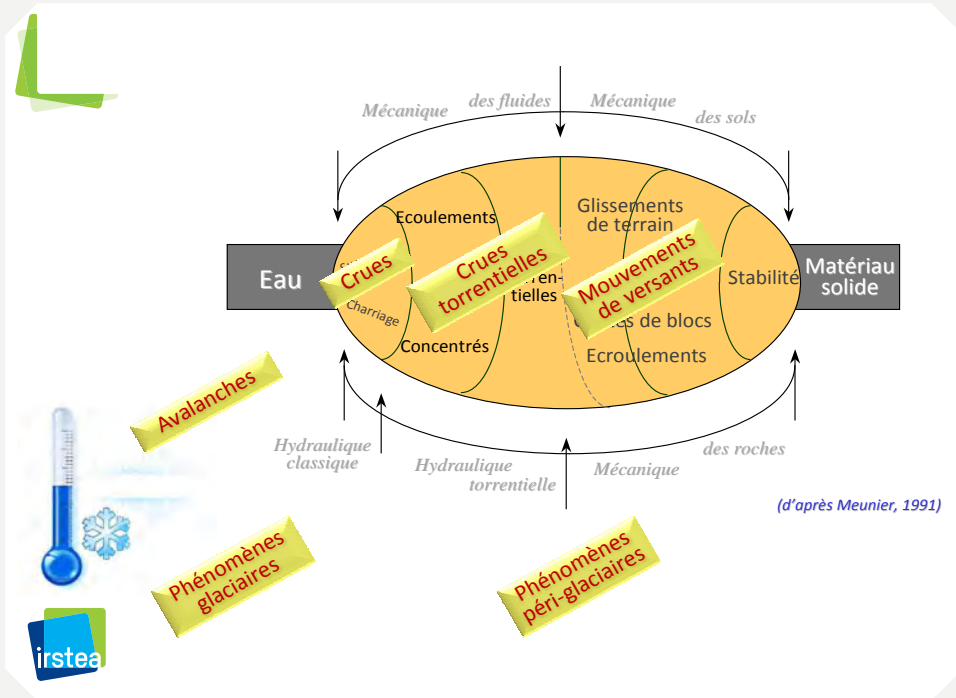 Mécanique des fluides
Mécanique des sols
Eau
Ecoulements
Charriage
Concentrés
Crues
Crues
torrentielles
tielles
Glissements
de terrain
Mouvements
de versants
de blocs
Ecroulements
Stabilité
Matériau
solide
Avalanches
Hydraulique
classique
Hydraulique
torrentielle
Mécanique des roches
(d'après Meunier, 1991)
Phénomènes
glaciaires
Phénomènes
péri-glaciaires
irstea